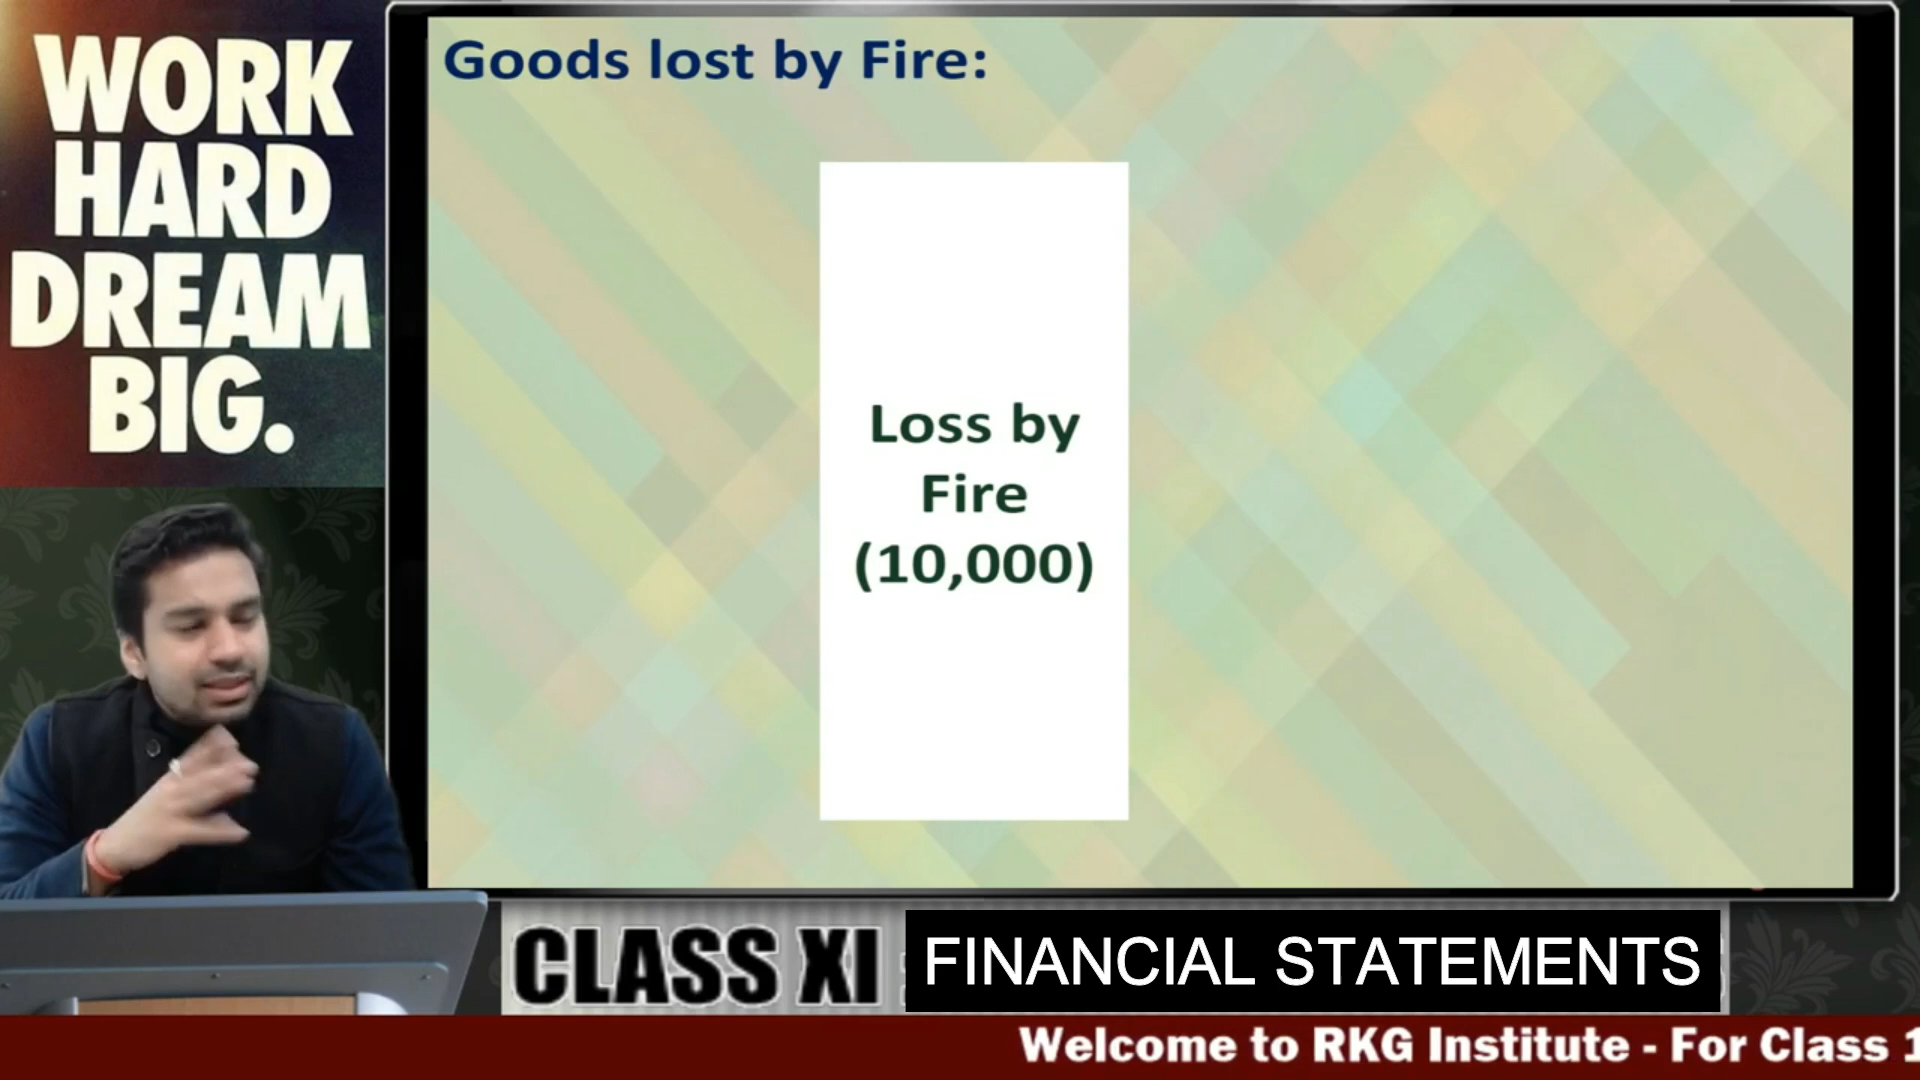 WORK
HARD
DREAM
BIG.
Goods lost by Fire:
Loss by
Fire
(10,000)
CLASS XI
FINANCIAL STATEMENTS
Welcome to RKG Institute - For Class 1